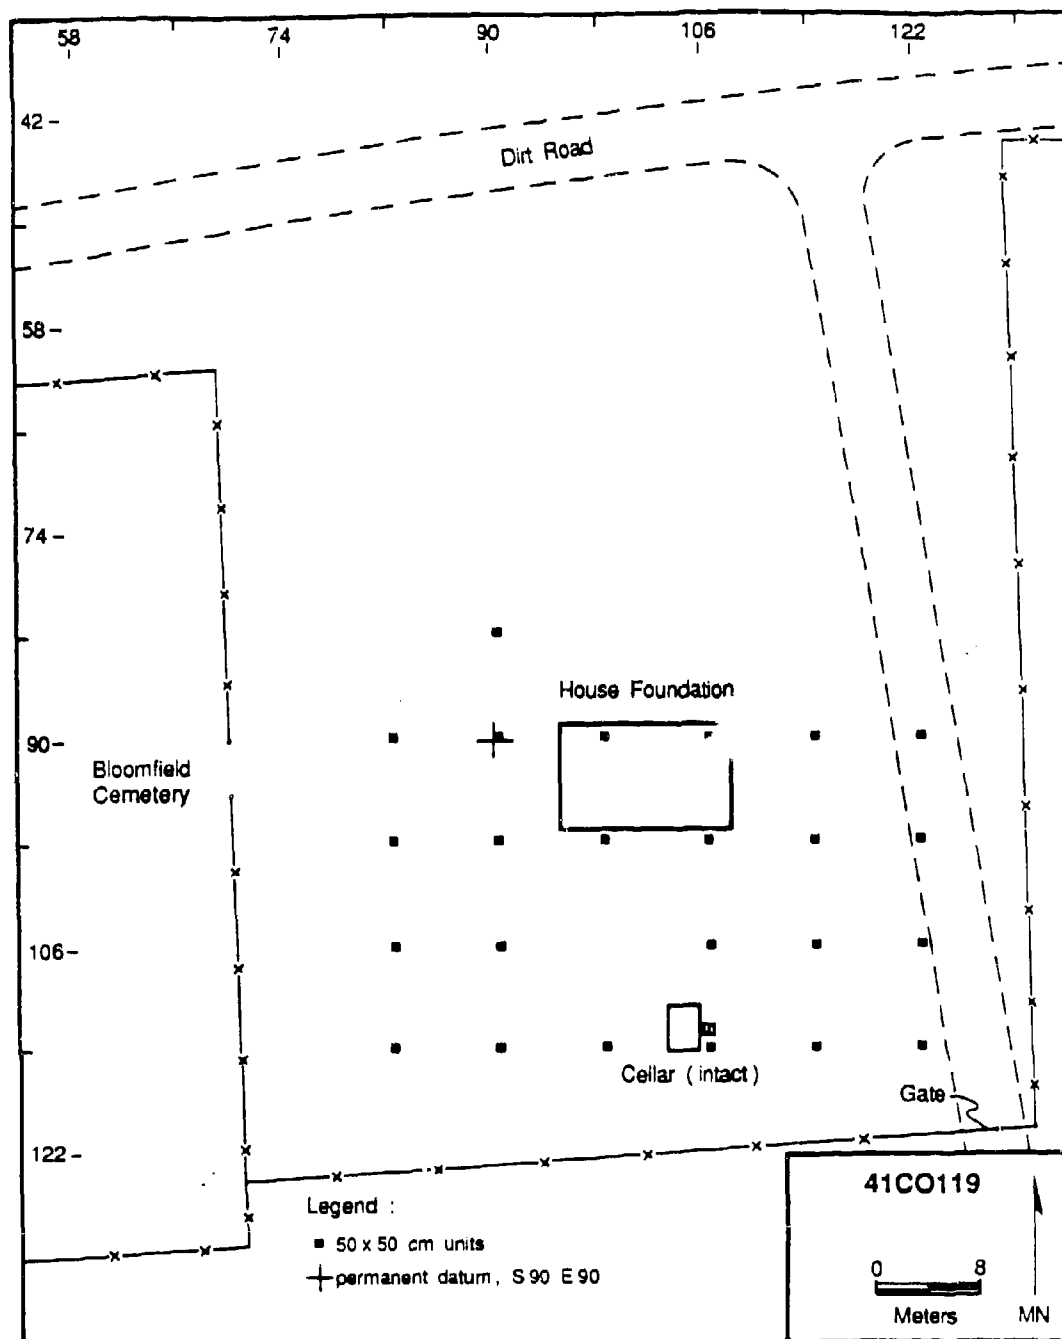 58 74 90 106 122
42
Dirt Road
58
74
House Foundation
90
Bloomfield
Cemetery
106
Cellar (intact)
Gate
122
41CO119
Legend :
50 x 50 cm units
permanent datum, S 90 E 90
0 8
Meters
MN